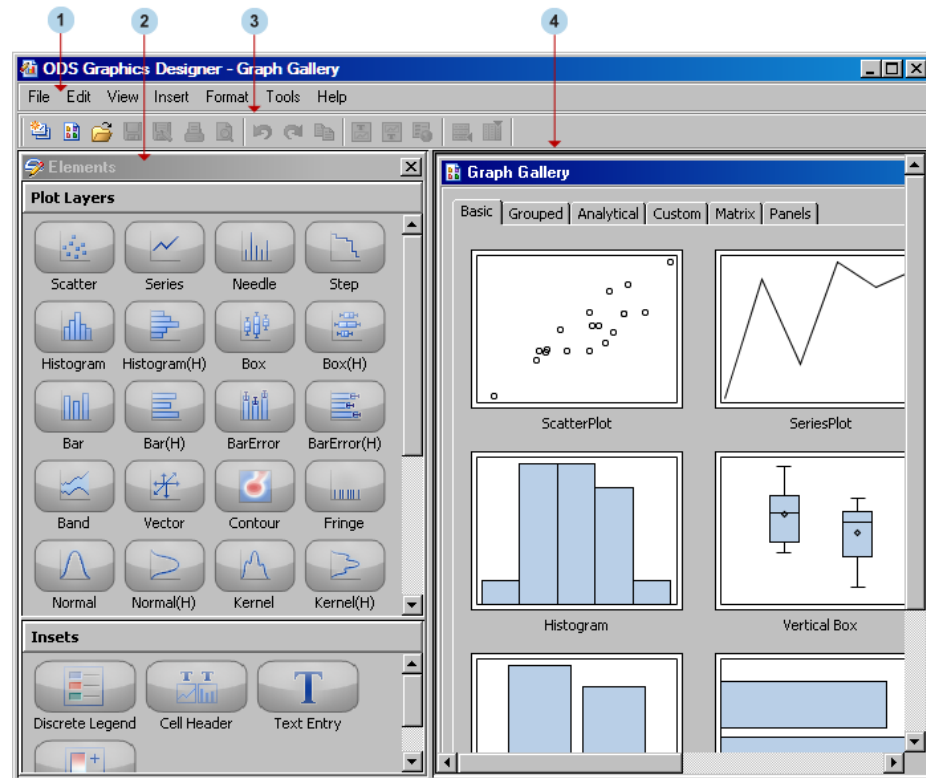 1 2 3 4
ODS Graphics Designer - Graph Gallery
File Edit View Insert Format Tools Help
Elements
Plot Layers
Scatter Series Needle Step
Histogram Histogram(H) Box Box(H)
Bar Bar(H) BarError BarError(H)
Band Vector Contour Fringe
Normal Normal(H) Kernel Kernel(H)
Insets
T T T
Discrete Legend Cell Header Text Entry
Graph Gallery
Basic Grouped Analytical Custom Matrix Panels
ScatterPlot SeriesPlot
Histogram Vertical Box